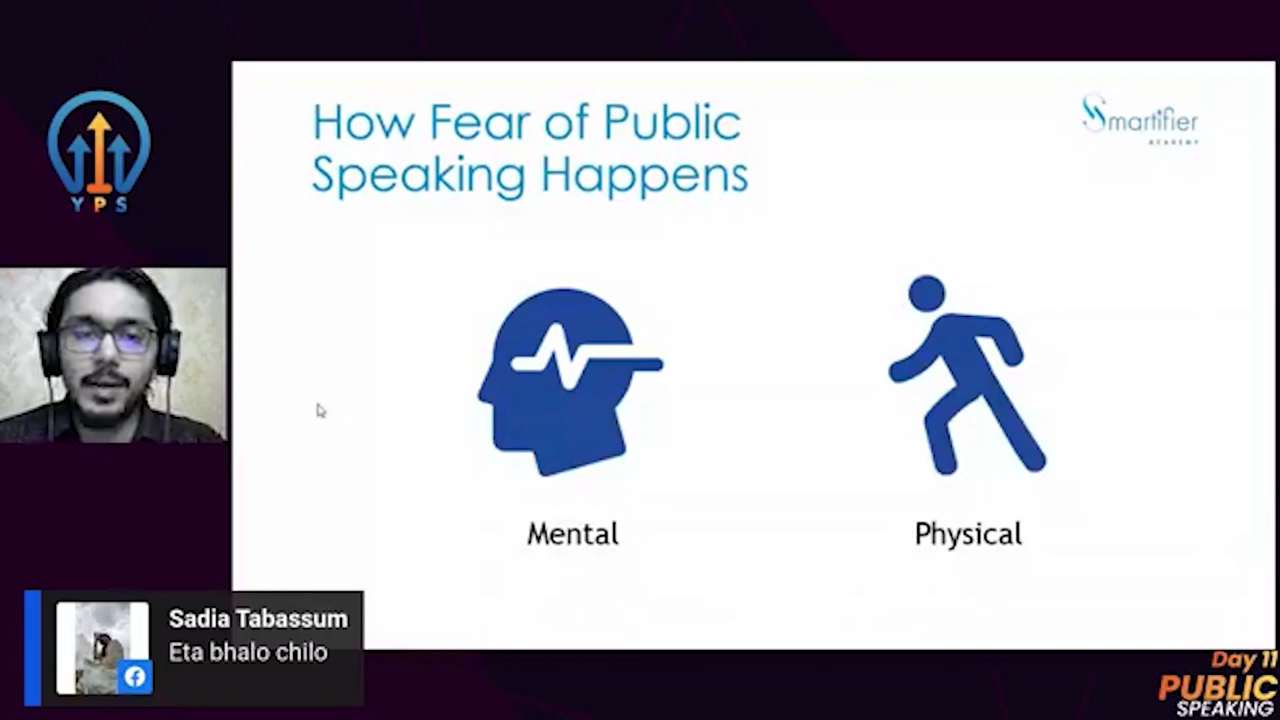 How Fear of Public
Speaking Happens
Smartifier
ACADEMY
YPS
Mental
Physical
Sadia Tabassum
Eta bhalo chilo
Day 11
PUBLIC
SPEAKING